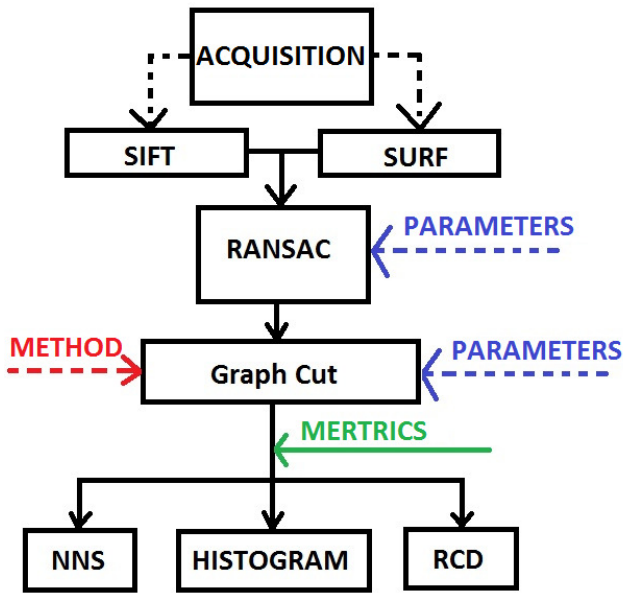 ACQUISITION
SIFT
SURF
RANSAC
PARAMETERS
METHOD
Graph Cut
PARAMETERS
MERTRICS
NNS
HISTOGRAM
RCD